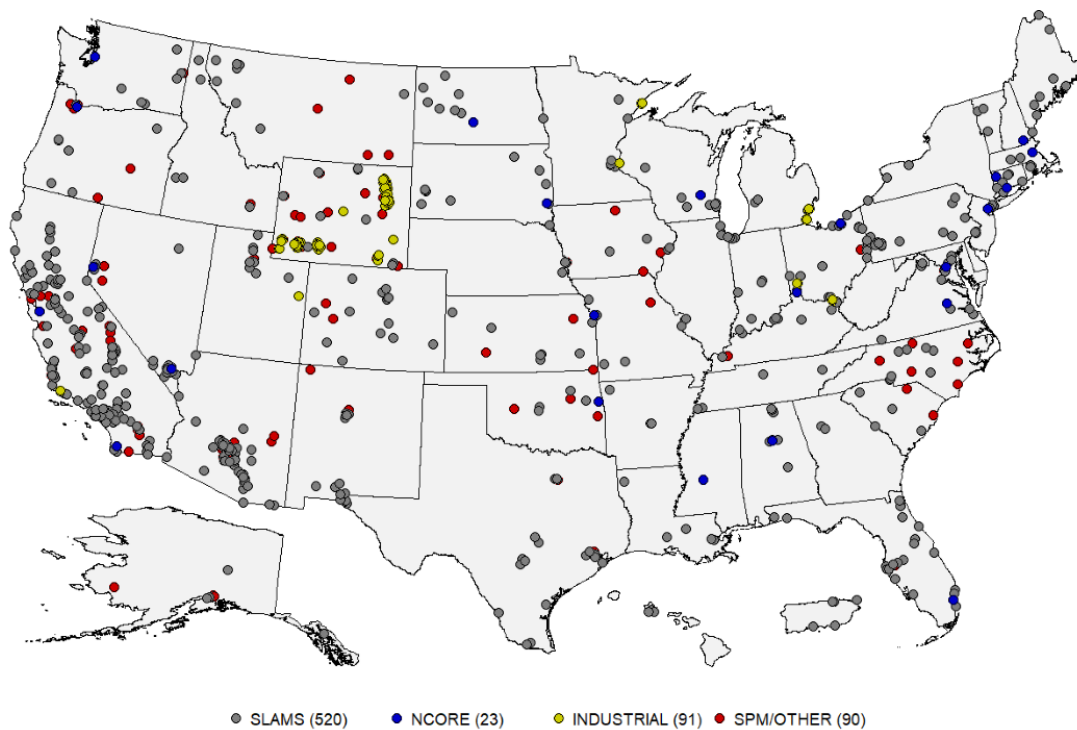 SLAMS (520) NCORE (23) INDUSTRIAL (91) SPM/OTHER (90)